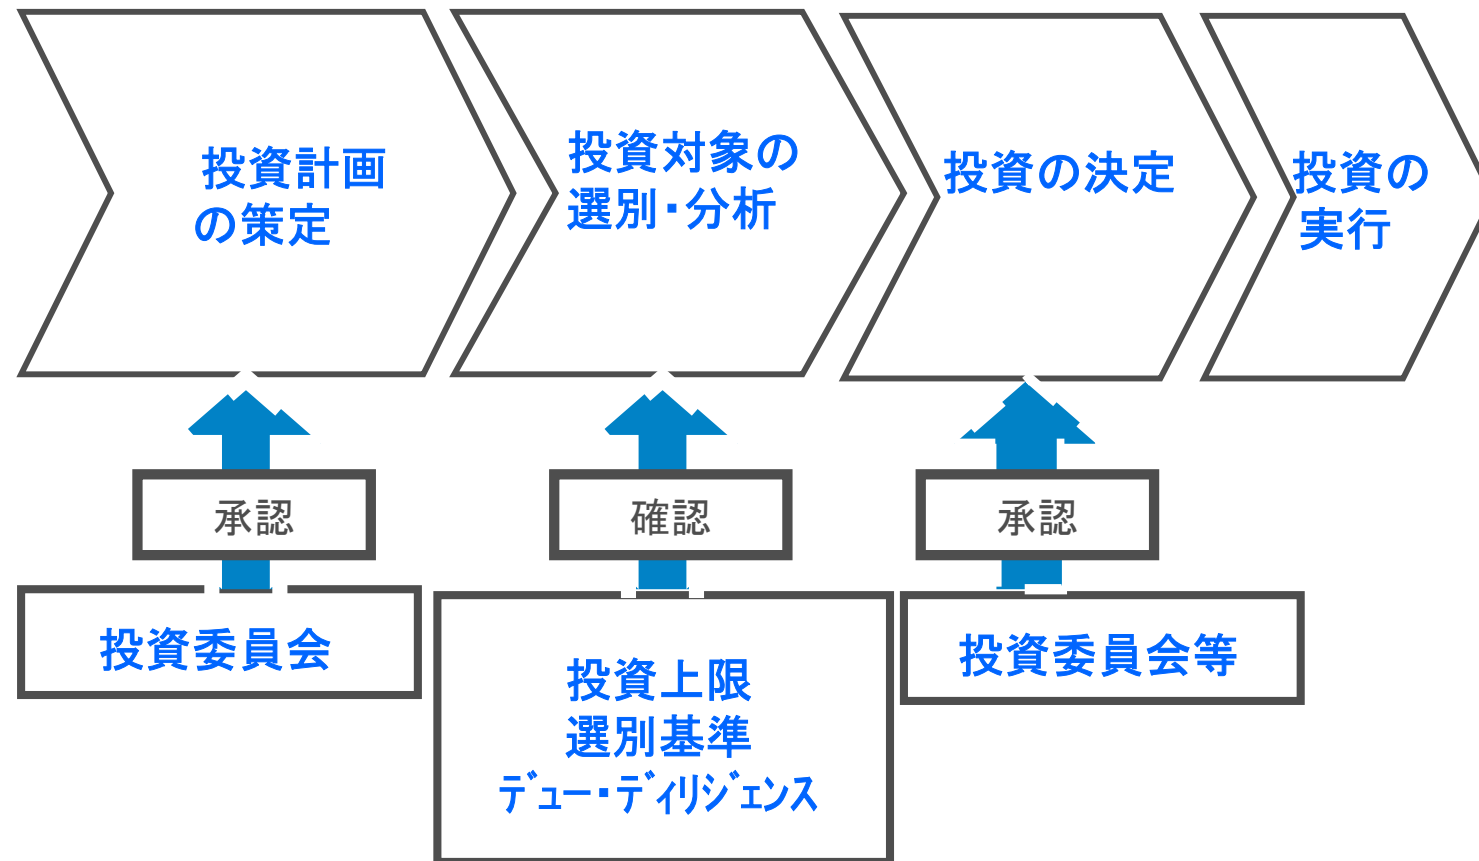 投資計画
の策定
投資対象の
選別・分析
投資の決定
投資の
実行
承認
確認
承認
投資委員会
投資上限
選別基準
ﾃﾞｭｰ・ﾃﾞｨﾘｼﾞｪﾝｽ
投資委員会等